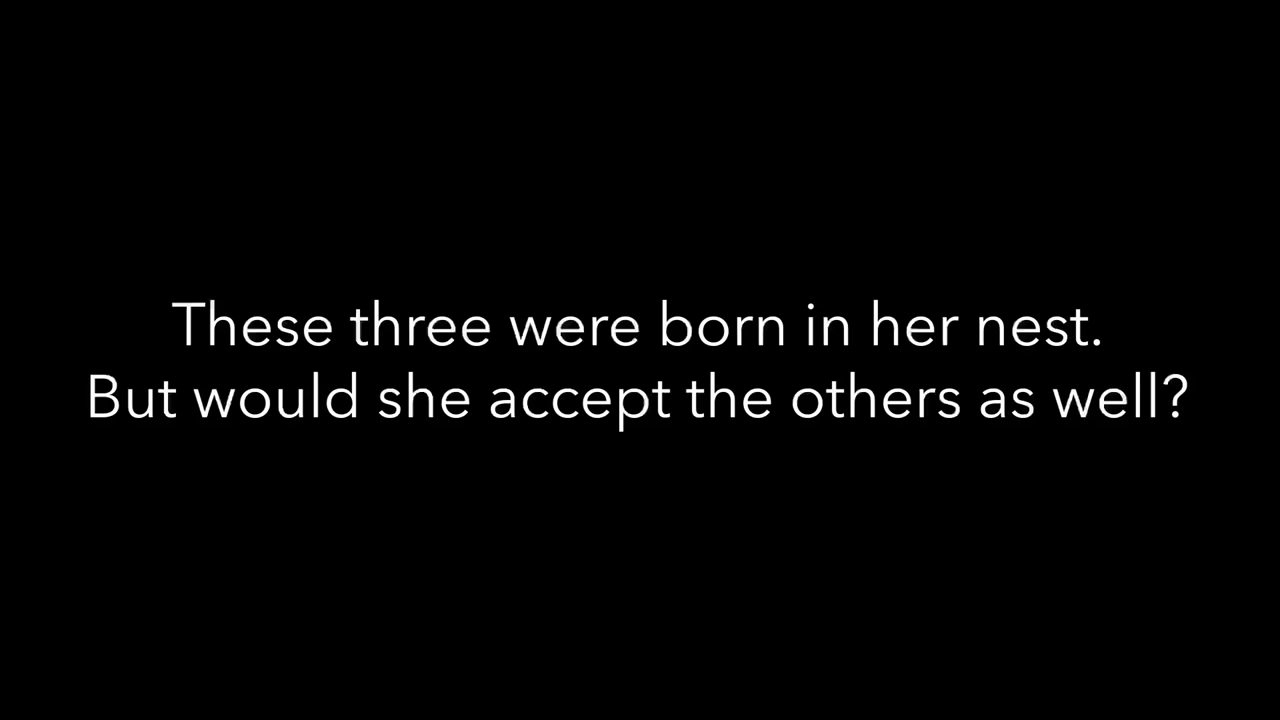 These three were born in her nest.
But would she accept the others as well?